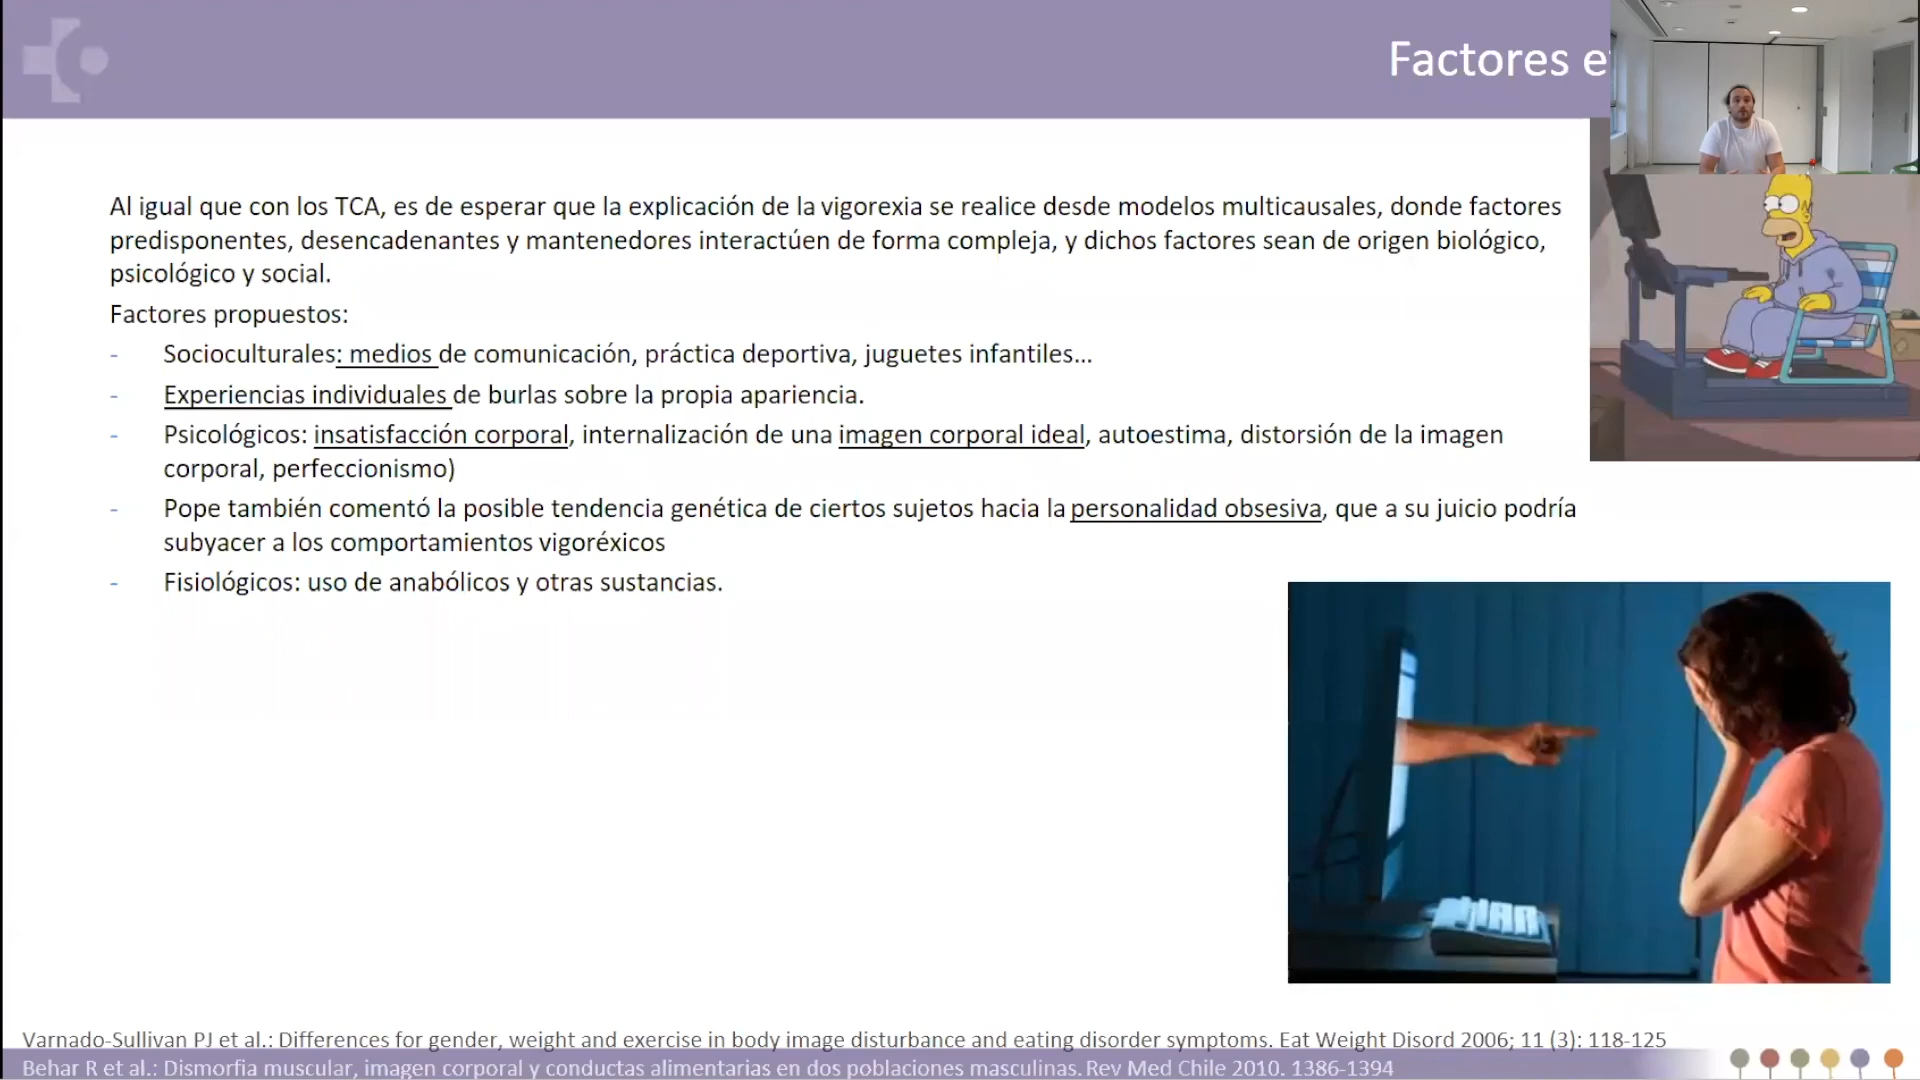 Factores e
Al igual que con los TCA, es de esperar que la explicación de la vigorexia se realice desde modelos multicausales, donde factores
predisponentes, desencadenantes y mantenedores interactúen de forma compleja, y dichos factores sean de origen biológico,
psicológico y social.
Factores propuestos:
- Socioculturales: medios de comunicación, práctica deportiva, juguetes infantiles...
- Experiencias individuales de burlas sobre la propia apariencia.
- Psicológicos: insatisfacción corporal, internalización de una imagen corporal ideal, autoestima, distorsión de la imagen
corporal, perfeccionismo)
- Pope también comentó la posible tendencia genética de ciertos sujetos hacia la personalidad obsesiva, que a su juicio podría
subyacer a los comportamientos vigoréxicos
- Fisiológicos: uso de anabólicos y otras sustancias.
Varnado-Sullivan PJ et al.: Differences for gender, weight and exercise in body image disturbance and eating disorder symptoms. Eat Weight Disord 2006; 11 (3): 118-125
Behar R et al.: Dismorfia muscular, imagen corporal y conductas alimentarias en dos poblaciones masculinas. Rev Med Chile 2010. 1386-1394